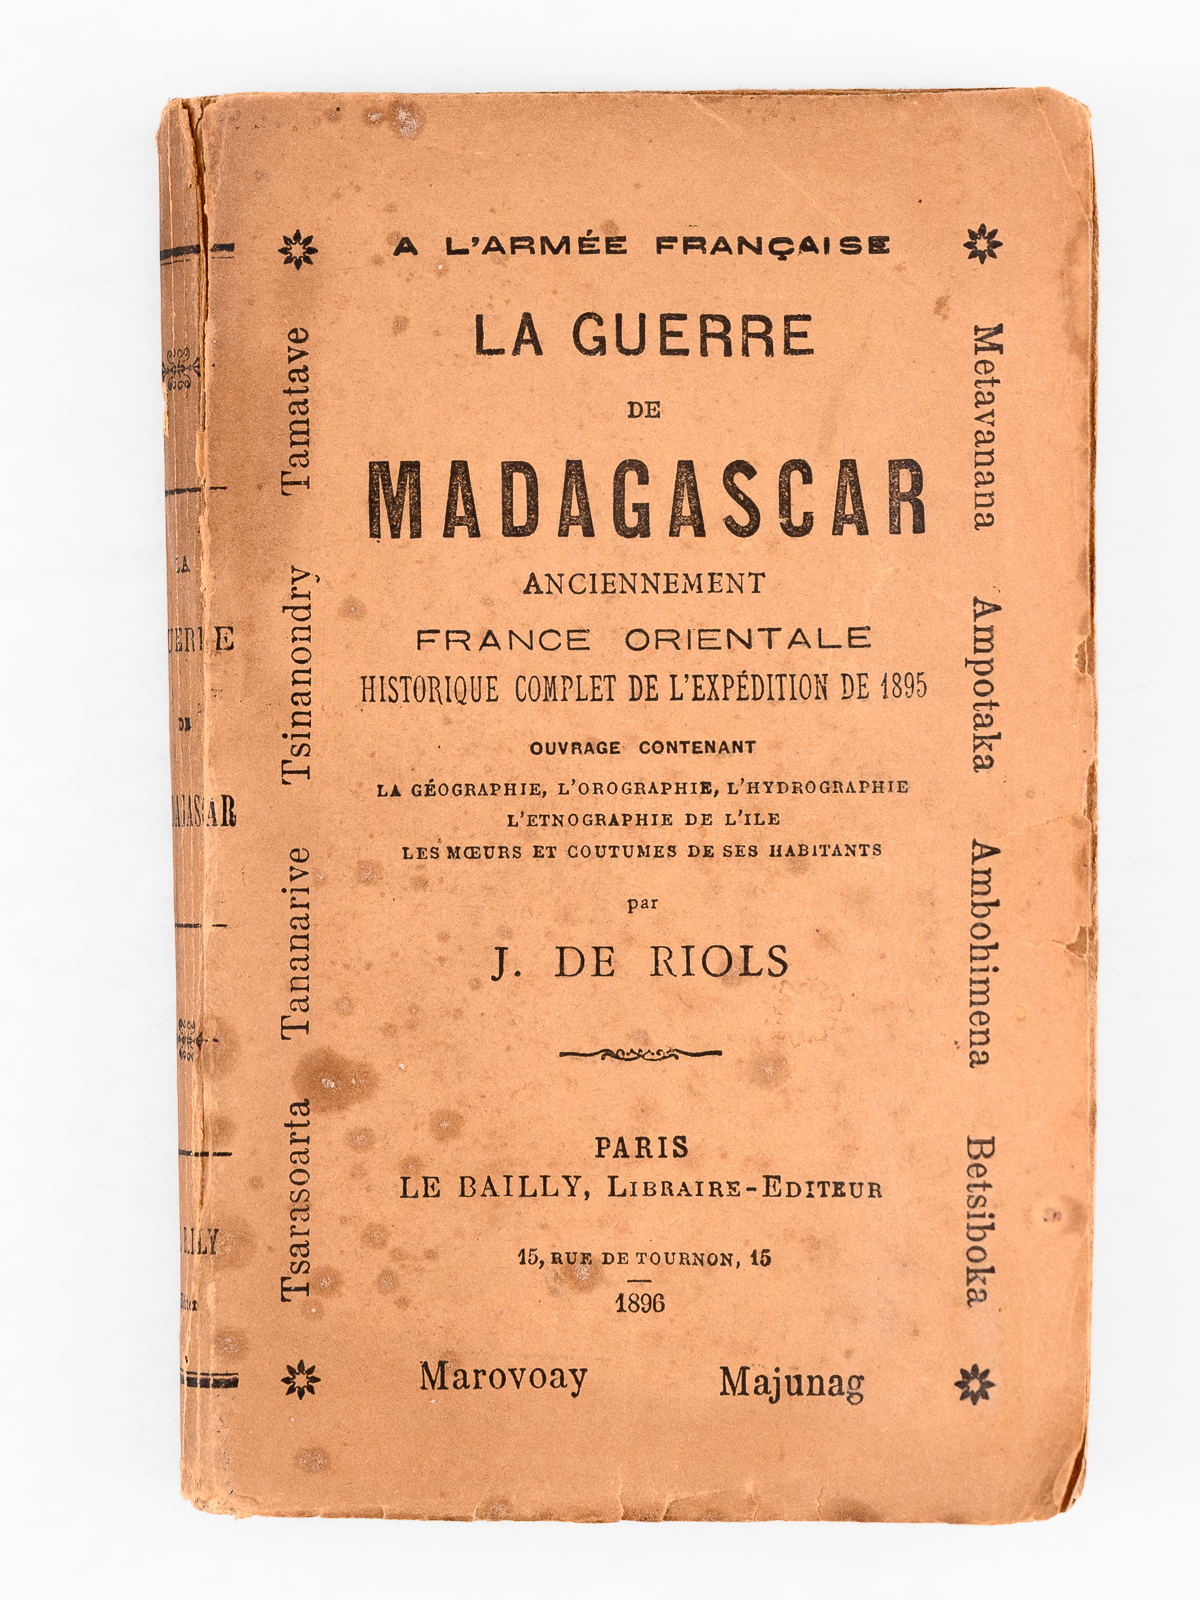 A L'ARMÉE FRANÇAISE
LA GUERRE
DE
MADAGASCAR
ANCIENNEMENT
FRANCE ORIENTALE
HISTORIQUE COMPLET DE L'EXPÉDITION DE 1895
OUVRAGE CONTENANT
LA GÉOGRAPHIE, L'OROGRAPHIE, L'HYDROGRAPHIE
L'ETNOGRAPHIE DE L'ILE
LES MŒURS ET COUTUMES DE SES HABITANTS
par
J. DE RIOLS
PARIS
LE BAILLY, LIBRAIRE-EDITEUR
15, RUE DE TOURNON, 15
1896
Marovoay Majunag
Tsarasoarta Tananarive Tsinanondry Tamatave
Metavanana Ampotaka Ambohimena Betsiboka
DE